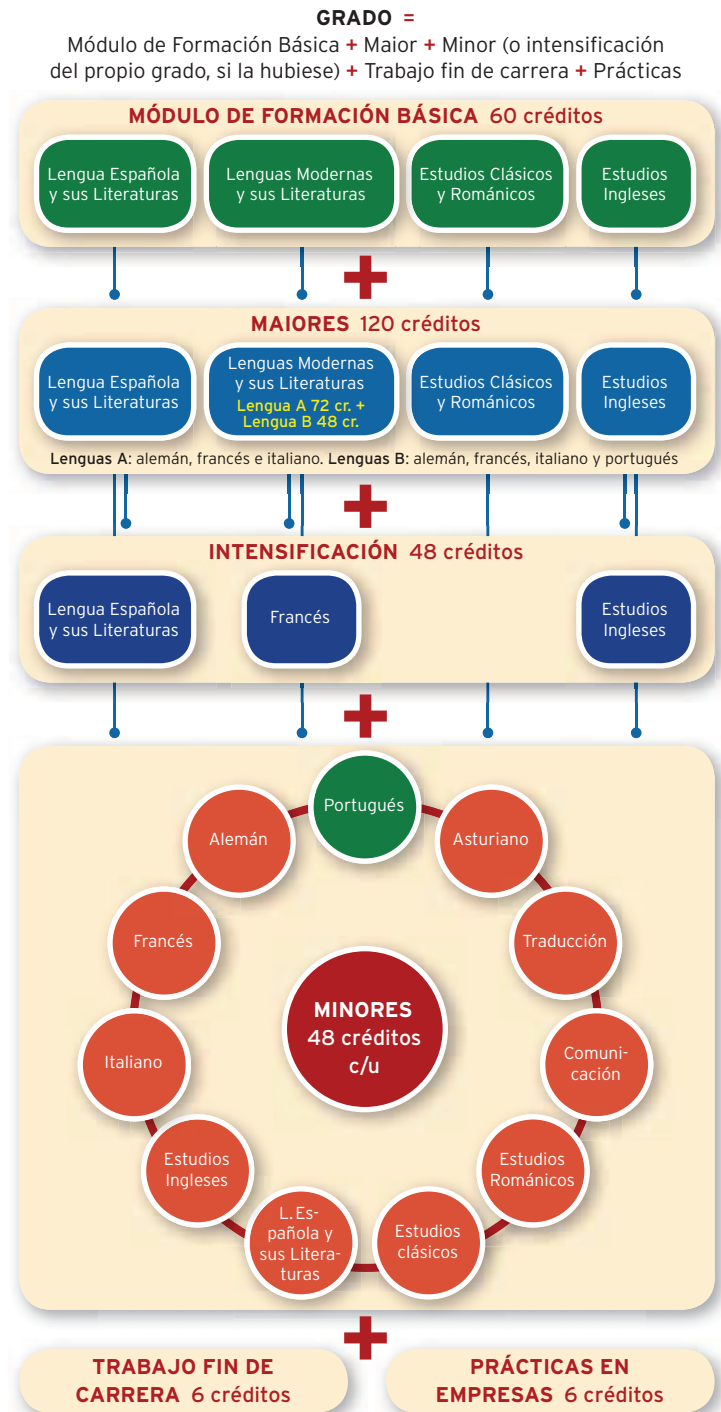 GRADO =
Módulo de Formación Básica + Maior + Minor (o intensificación
del propio grado, si la hubiese) + Trabajo fin de carrera + Prácticas
MÓDULO DE FORMACIÓN BÁSICA 60 créditos
Lengua Española
y sus Literaturas
Lenguas Modernas
y sus Literaturas
Estudios Clásicos
y Románicos
Estudios
Ingleses
+
MAIORES 120 créditos
Lengua Española
y sus Literaturas
Lenguas Modernas
y sus Literaturas
Lengua A 72 cr. +
Lengua B 48 cr.
Estudios Clásicos
y Románicos
Estudios
Ingleses
Lenguas A: alemán, francés e italiano. Lenguas B: alemán, francés, italiano y portugués
+
INTENSIFICACIÓN 48 créditos
Lengua Española
y sus Literaturas
Francés
Estudios
Ingleses
+
Portugués
Alemán
Asturiano
Francés
Traducción
MINORES
48 créditos
c/u
Italiano
Comuni-
cación
Estudios
Ingleses
Estudios
Románicos
L. Es-
pañola y
sus Litera-
turas
Estudios
clásicos
+
TRABAJO FIN DE
CARRERA 6 créditos
PRÁCTICAS EN
EMPRESAS 6 créditos